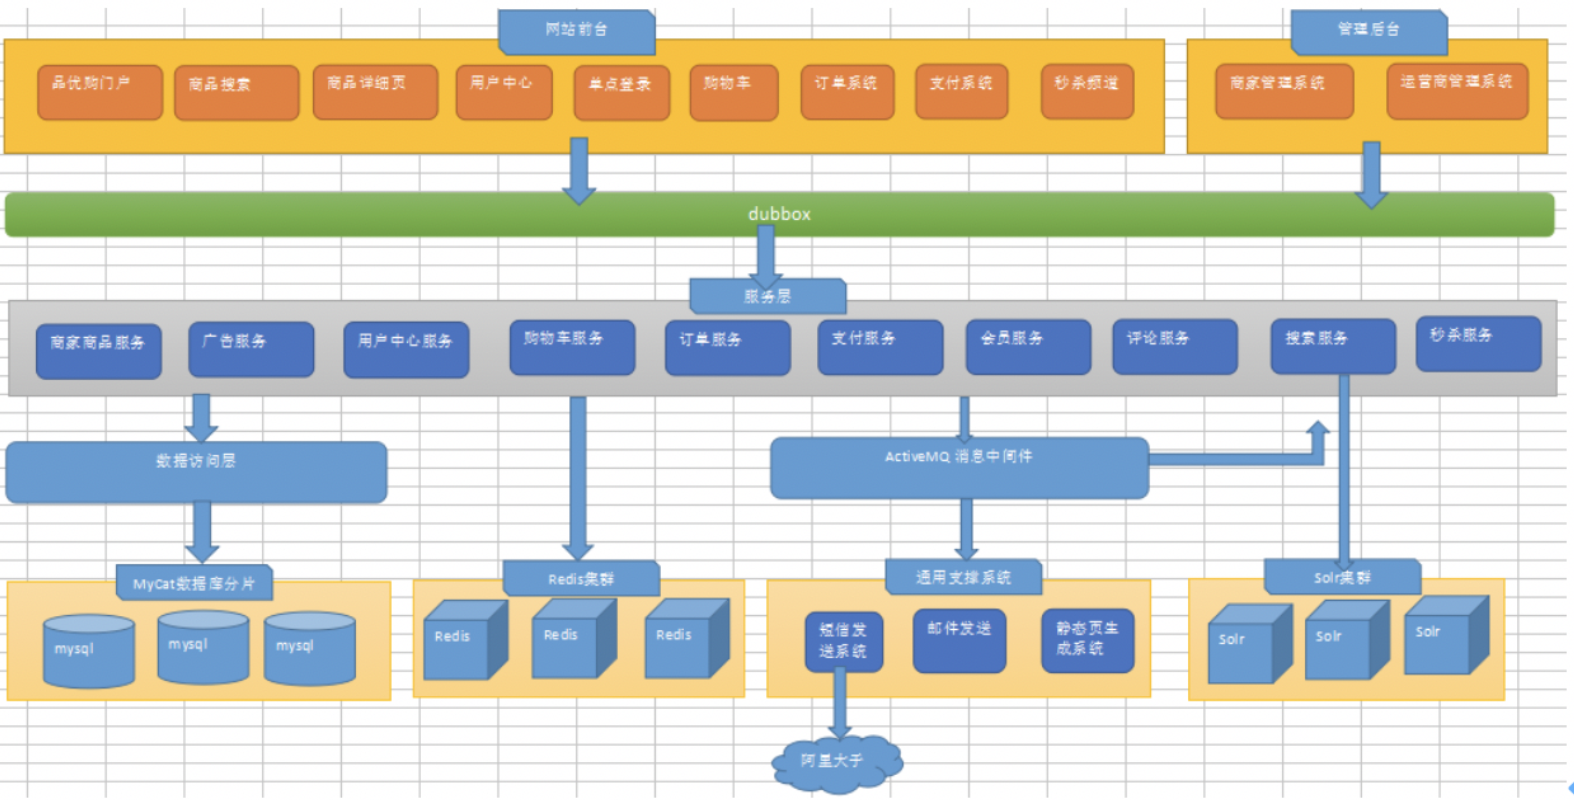 网站前台
管理后台
品优购门户
商品搜索
商品详细页
用户中心
单点登录
购物车
订单系统
支付系统
秒杀频道
商家管理系统
运营商管理系统
dubbox
服务层
商家商品服务
广告服务
用户中心服务
购物车服务
订单服务
支付服务
会员服务
评论服务
搜索服务
秒杀服务
数据访问层
ActiveMQ 消息中间件
MyCat数据库分片
Redis集群
通用支撑系统
Solr集群
mysql
mysql
mysql
Redis
Redis
Redis
短信发
送系统
邮件发送
静态页生
成系统
Solr
Solr
Solr
阿里大于